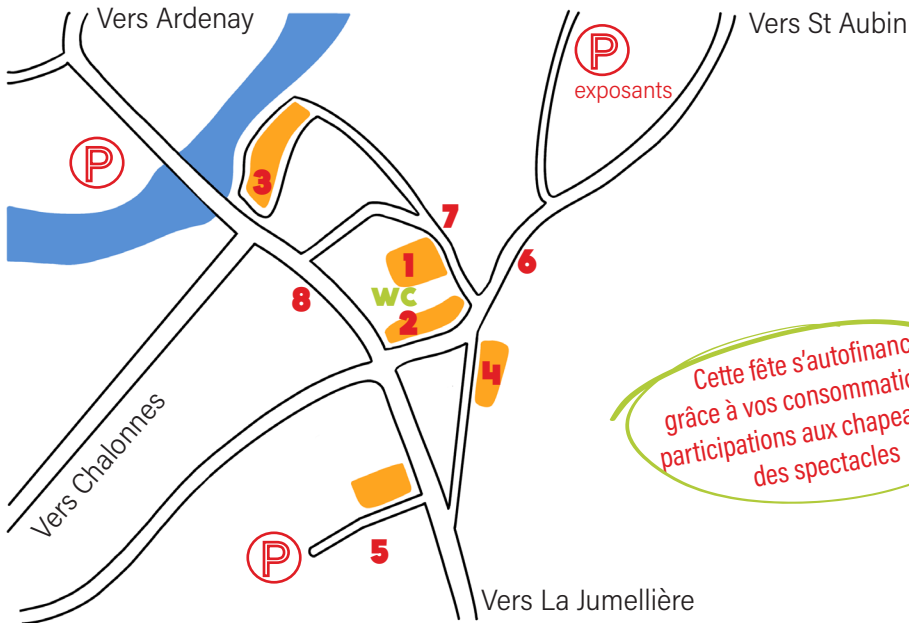 Vers Ardenay
Vers St Aubin
P
exposants
P
3
7
1
6
WC
8
2
4
Cette fête s'autofinanc
grâce à vos consommatio
participations aux chapea
des spectacles
Vers Chalonnes
5
P
Vers La Jumellière